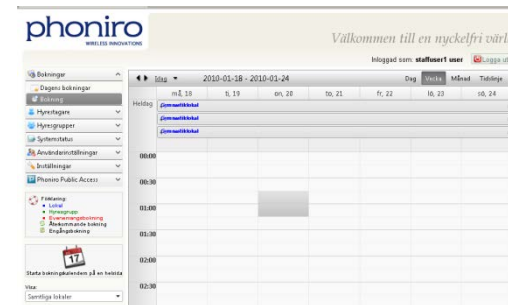 phoniro
WIRELESS INNOVATIONS
Välkommen till en nyckelfri värl
Inloggad som: staffuser1 user Logga ut
Bokningar
Dagens bokningar
Bokning
Hyrestagare
Hyresgrupper
Systemstatus
Användarinställningar
Inställningar
Phoniro Public Access
Förklaring:
Lokal
Hyresgrupp
Evenemangsbokning
Återkommande bokning
Engångsbokning
17
Starta bokningskalendern på en helsida
Visa:
Samtliga lokaler
Idag 2010-01-18 - 2010-01-24 Dag Vecka Månad Tidslinje
må, 18 ti, 19 on, 20 to, 21 fr, 22 lö, 23 sö, 24
Heldag
Gymnastiklokal
Gymnastiklokal
Gymnastiklokal
00:00
00:30
01:00
01:30
02:00
02:30